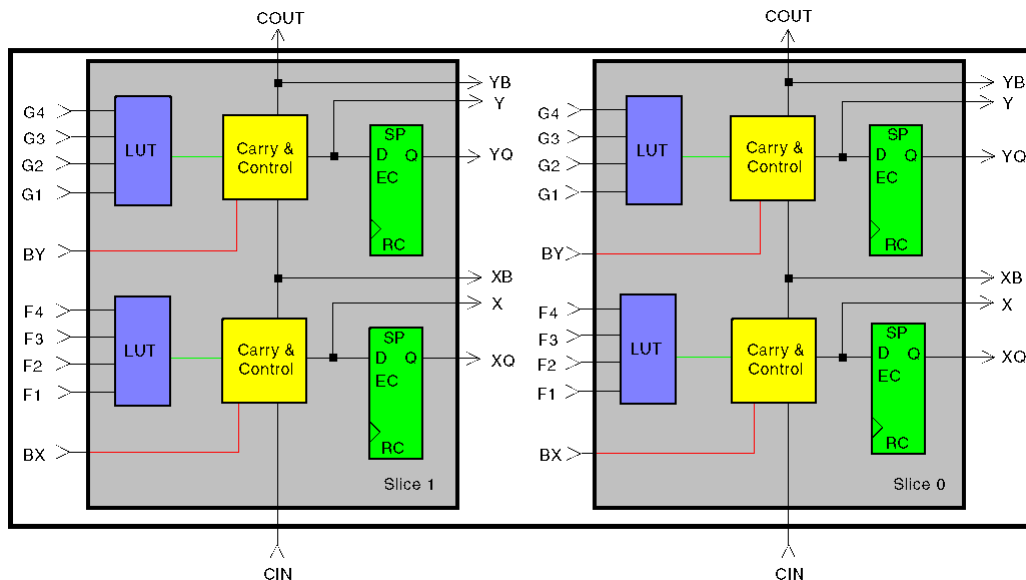 COUT
COUT
YB
Y
G4
G3
G2
G1
LUT
Carry &
Control
SP
D Q
EC
RC
YQ
BY
XB
X
F4
F3
F2
F1
LUT
Carry &
Control
SP
D Q
EC
RC
XQ
BX
Slice 1
CIN
YB
Y
G4
G3
G2
G1
LUT
Carry &
Control
SP
D Q
EC
RC
YQ
BY
XB
X
F4
F3
F2
F1
LUT
Carry &
Control
SP
D Q
EC
RC
XQ
BX
Slice 0
CIN